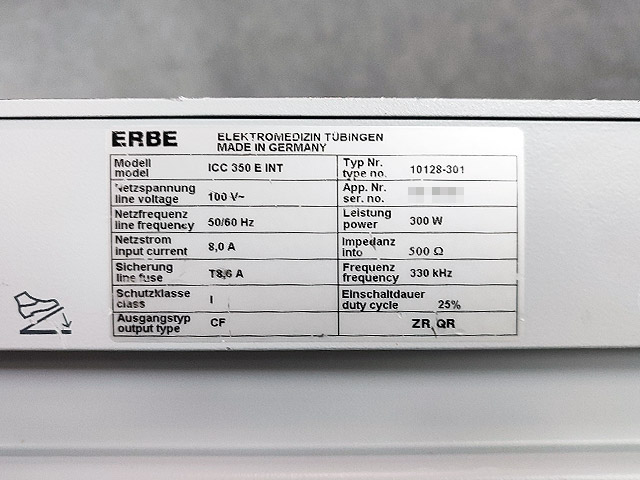 ERBE
ELEKTROMEDIZIN TÜBINGEN
MADE IN GERMANY
Modell
model
ICC 350 E INT
Typ Nr.
type no.
10128-301
Netzspannung
line voltage
100 V~
App. Nr.
ser. no.
Netzfrequenz
line frequency
50/60 Hz
Leistung
power
300 W
Netzstrom
input current
8,0 A
Impedanz
into
500 Ω
Sicherung
line fuse
T8,6 A
Frequenz
frequency
330 kHz
Schutzklasse
class
I
Einschaltdauer
duty cycle
25%
Ausgangstyp
output type
CF
ZR QR